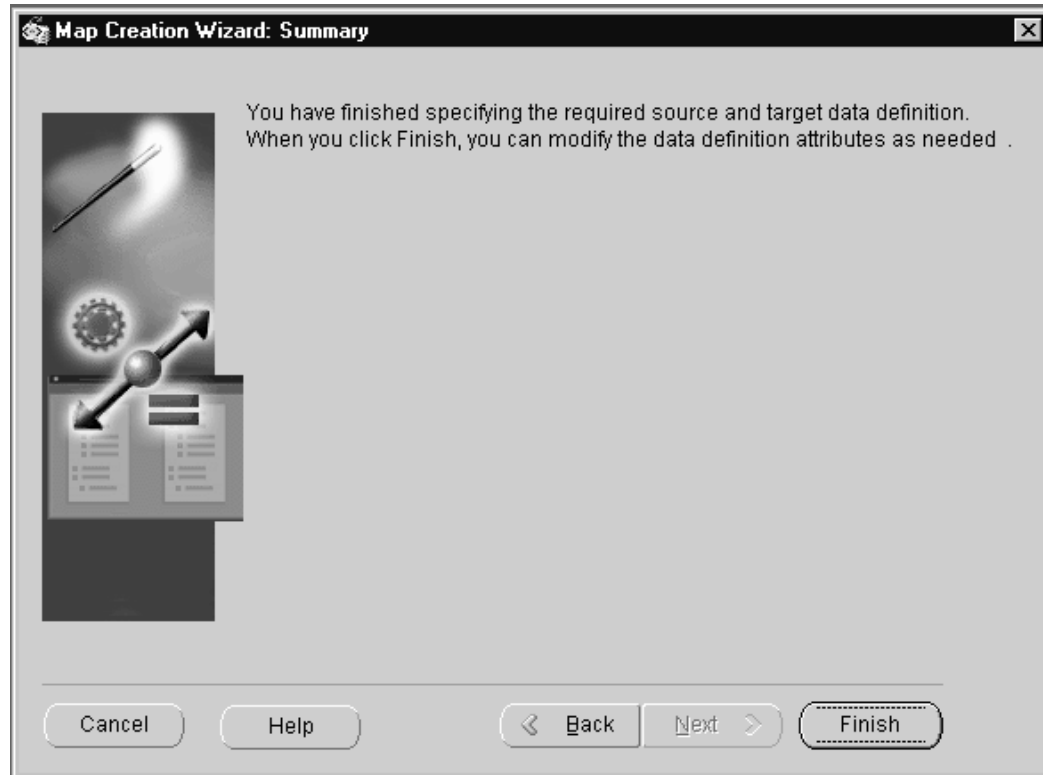 Map Creation Wizard: Summary
You have finished specifying the required source and target data definition.
When you click Finish, you can modify the data definition attributes as needed .
Cancel
Help
Back
Next
Finish